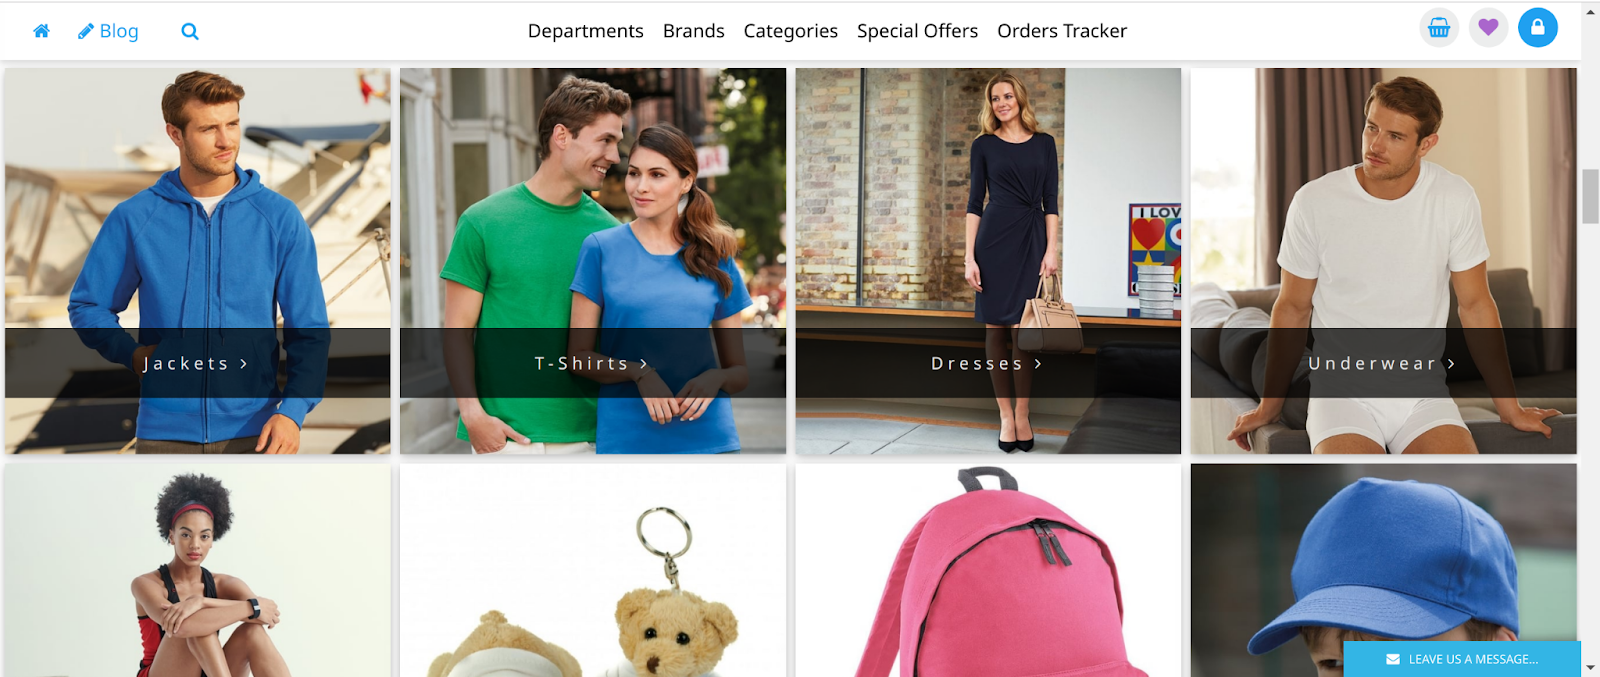 Blog
Departments
Brands
Categories
Special Offers
Orders Tracker
Jackets
T-Shirts
Dresses
I LOV
Underwear
LEAVE US A MESSAGE...